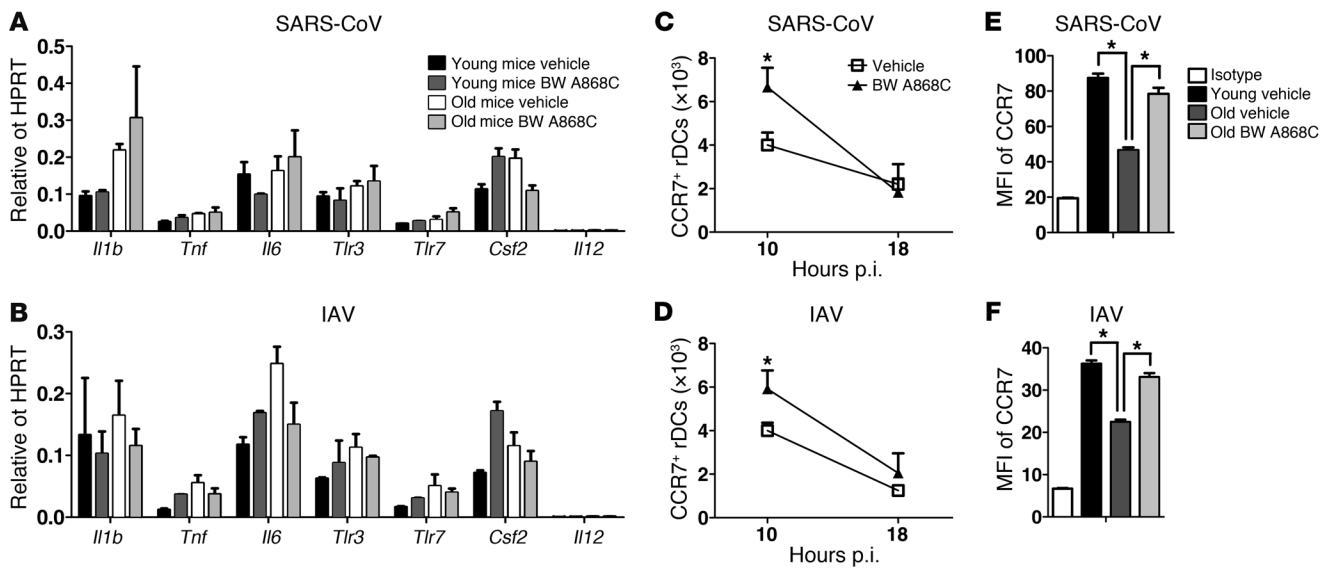 A
SARS-CoV
Relative ot HPRT
0.5
0.4
0.3
0.2
0.1
0.0
Young mice vehicle
Young mice BW A868C
Old mice vehicle
Old mice BW A868C
Il1b Tnf Il6 Tlr3 Tlr7 Csf2 Il12
B
IAV
Relative ot HPRT
0.3
0.2
0.1
0.0
Il1b Tnf Il6 Tlr3 Tlr7 Csf2 Il12
C
SARS-CoV
CCR7⁺ rDCs (×10³)
8
6
4
2
0
*
Vehicle
BW A868C
10 18
Hours p.i.
D
IAV
CCR7⁺ rDCs (×10³)
8
6
4
2
0
*
10 18
Hours p.i.
E
SARS-CoV
MFI of CCR7
100
80
60
40
20
0
* *
Isotype
Young vehicle
Old vehicle
Old BW A868C
F
IAV
MFI of CCR7
40
30
20
10
0
* *